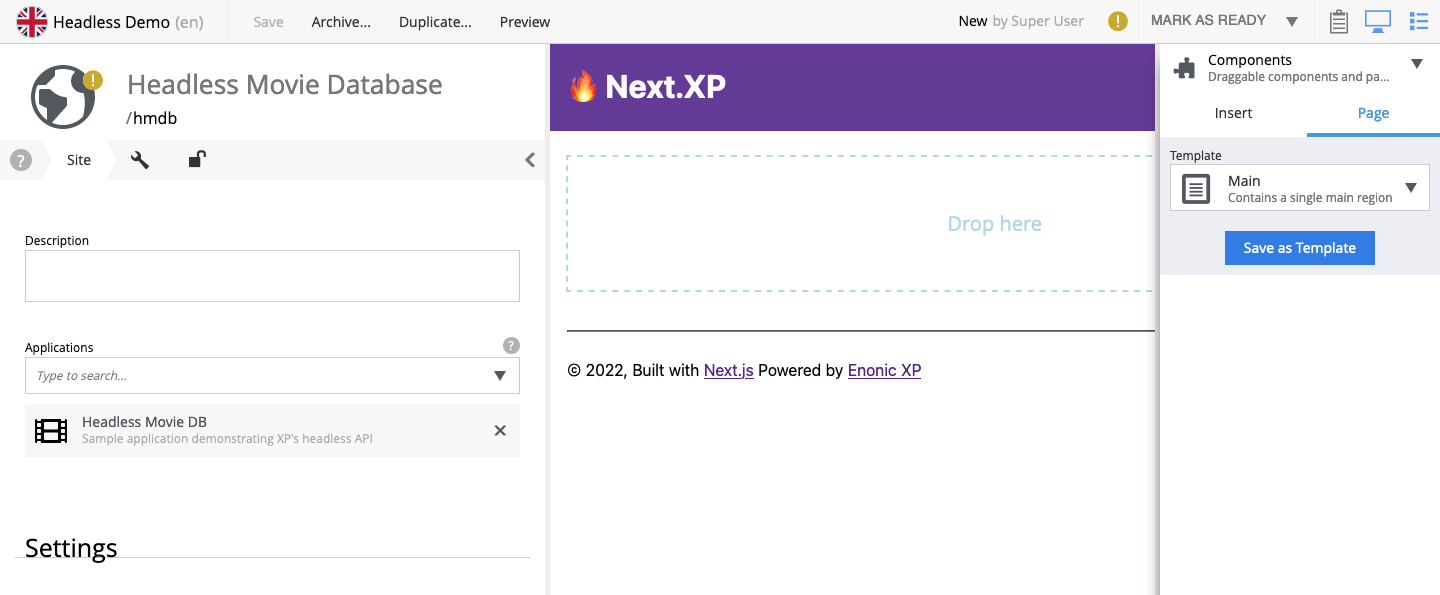 Headless Demo (en)
Save
Archive...
Duplicate...
Preview
New by Super User
!
MARK AS READY
!
Headless Movie Database
/hmdb
?
Site
Description
Applications
?
Type to search...
Headless Movie DB
Sample application demonstrating XP's headless API
Settings
Next.XP
Drop here
© 2022, Built with Next.js Powered by Enonic XP
Components
Draggable components and pa...
Insert
Page
Template
Main
Contains a single main region
Save as Template